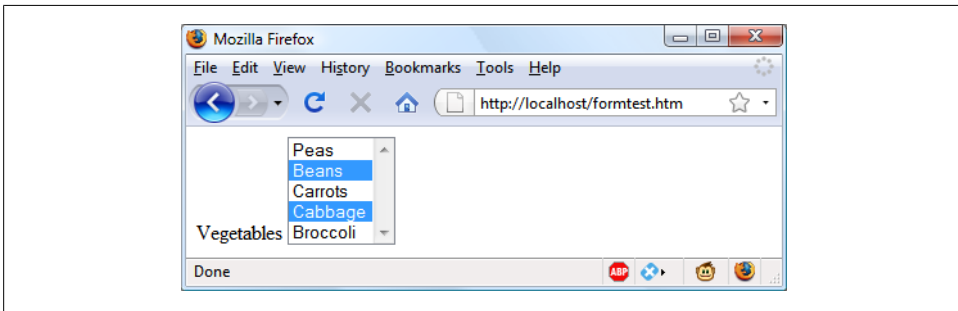 Mozilla Firefox
File Edit View History Bookmarks Tools Help
http://localhost/formtest.htm
Peas
Beans
Carrots
Cabbage
Vegetables Broccoli
Done
ABP